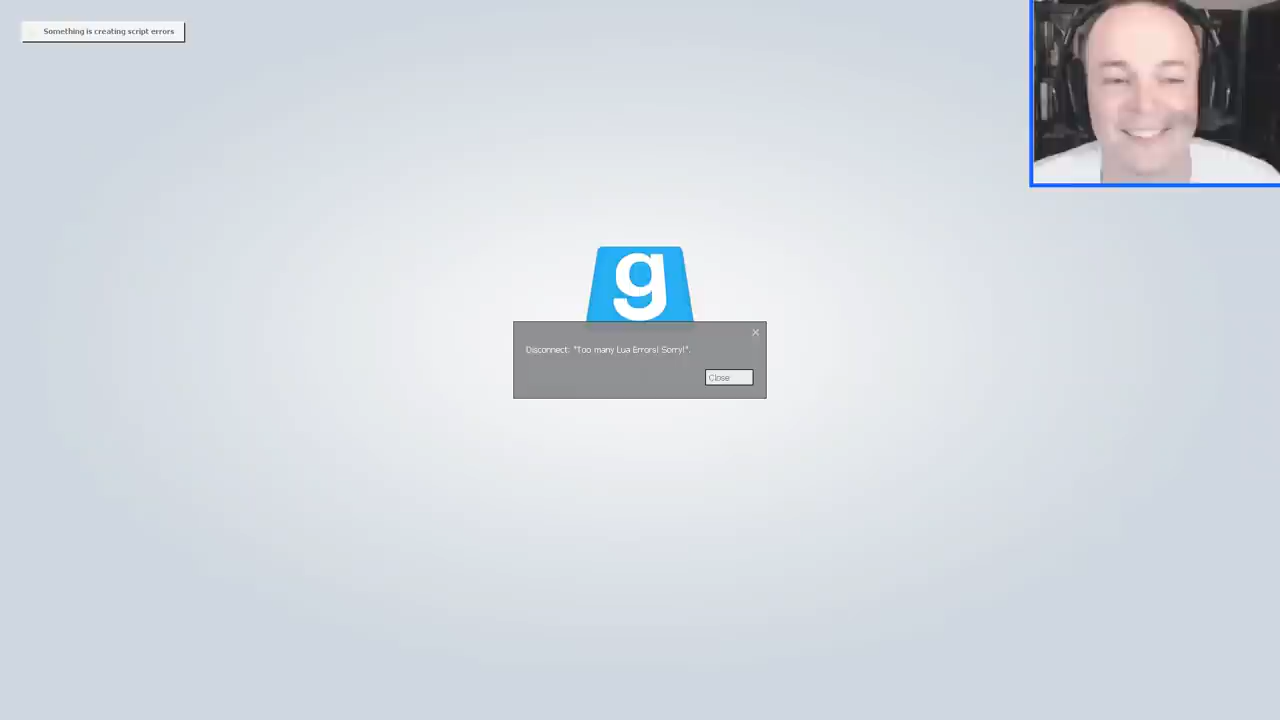 Something is creating script errors
g
Disconnect: "Too many Lua Errors! Sorry!".
Close